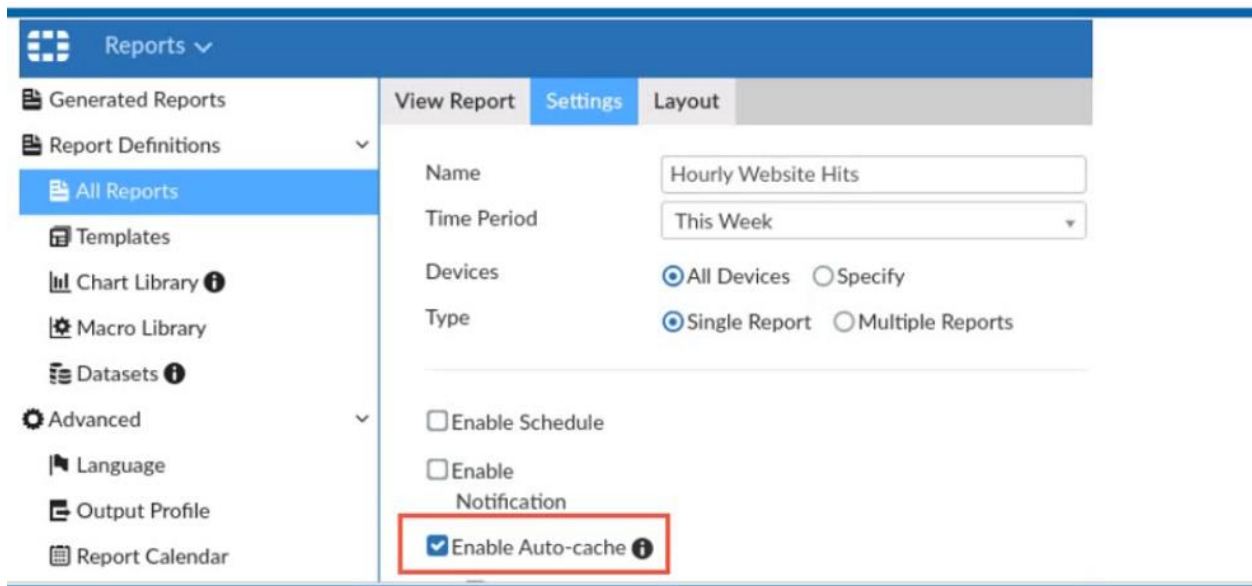 Reports
Generated Reports
Report Definitions
All Reports
Templates
Chart Library
Macro Library
Datasets
Advanced
Language
Output Profile
Report Calendar
View Report Settings Layout
Name Hourly Website Hits
Time Period This Week
Devices All Devices Specify
Type Single Report Multiple Reports
Enable Schedule
Enable
Notification
Enable Auto-cache